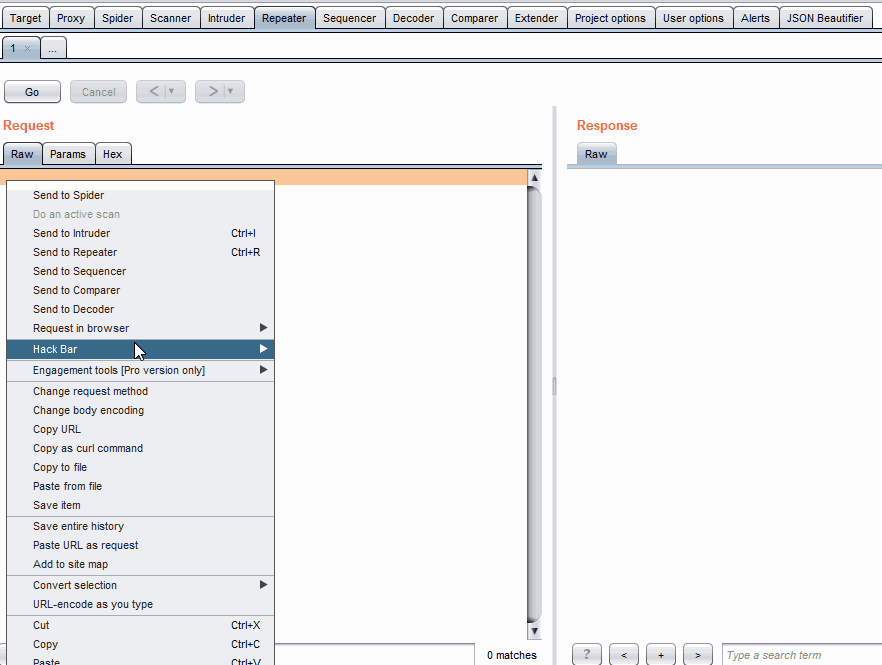 Target Proxy Spider Scanner Intruder Repeater Sequencer Decoder Comparer Extender Project options User options Alerts JSON Beautifier
1 × ...
Go Cancel < ▼ > ▼
Request Response
Raw Params Hex Raw
Send to Spider
Do an active scan
Send to Intruder Ctrl+I
Send to Repeater Ctrl+R
Send to Sequencer
Send to Comparer
Send to Decoder
Request in browser
Hack Bar
Engagement tools [Pro version only]
Change request method
Change body encoding
Copy URL
Copy as curl command
Copy to file
Paste from file
Save item
Save entire history
Paste URL as request
Add to site map
Convert selection
URL-encode as you type
Cut Ctrl+X
Copy Ctrl+C
Paste Ctrl+V
0 matches ? < + > Type a search term